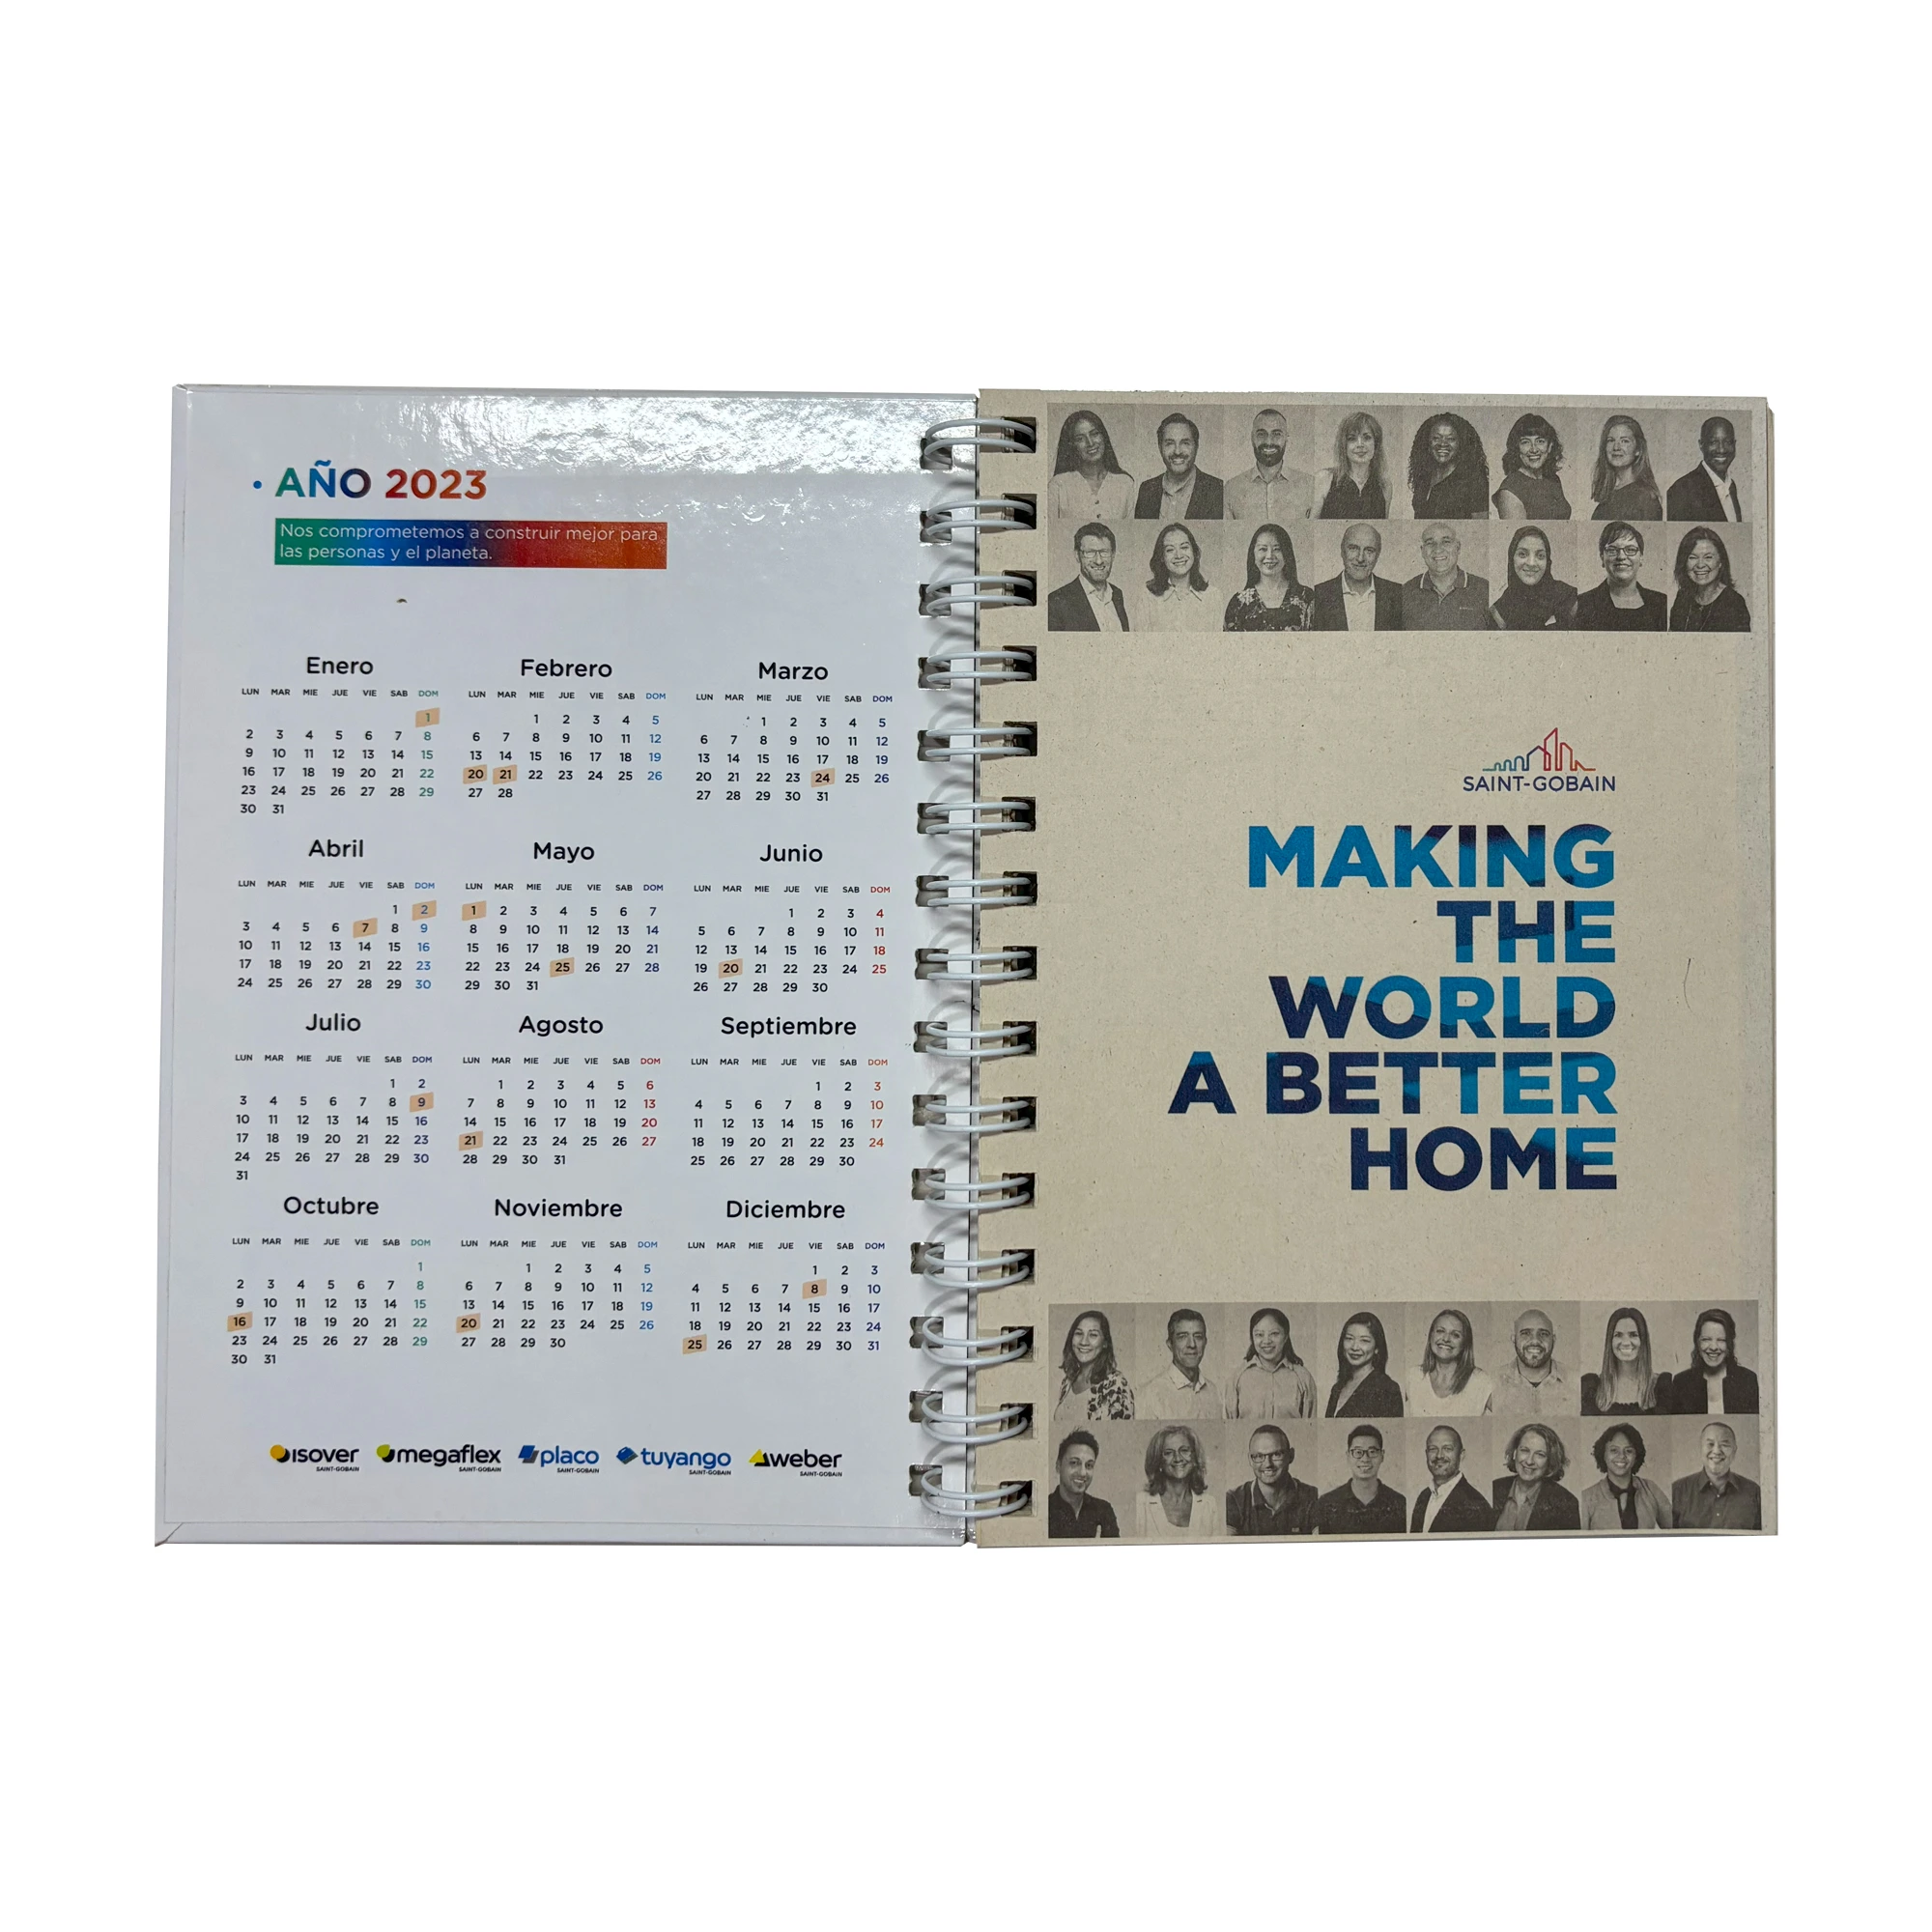 AÑO 2023
Nos comprometemos a construir mejor para
las personas y el planeta.
Enero
LUN MAR MIE JUE VIE SAB DOM
1
2 3 4 5 6 7 8
9 10 11 12 13 14 15
16 17 18 19 20 21 22
23 24 25 26 27 28 29
30 31
Febrero
LUN MAR MIE JUE VIE SAB DOM
1 2 3 4 5
6 7 8 9 10 11 12
13 14 15 16 17 18 19
20 21 22 23 24 25 26
27 28
Marzo
LUN MAR MIE JUE VIE SAB DOM
1 2 3 4 5
6 7 8 9 10 11 12
13 14 15 16 17 18 19
20 21 22 23 24 25 26
27 28 29 30 31
Abril
LUN MAR MIE JUE VIE SAB DOM
1 2
3 4 5 6 7 8 9
10 11 12 13 14 15 16
17 18 19 20 21 22 23
24 25 26 27 28 29 30
Mayo
LUN MAR MIE JUE VIE SAB DOM
1 2 3 4 5 6 7
8 9 10 11 12 13 14
15 16 17 18 19 20 21
22 23 24 25 26 27 28
29 30 31
Junio
LUN MAR MIE JUE VIE SAB DOM
1 2 3 4
5 6 7 8 9 10 11
12 13 14 15 16 17 18
19 20 21 22 23 24 25
26 27 28 29 30
Julio
LUN MAR MIE JUE VIE SAB DOM
1 2
3 4 5 6 7 8 9
10 11 12 13 14 15 16
17 18 19 20 21 22 23
24 25 26 27 28 29 30
31
Agosto
LUN MAR MIE JUE VIE SAB DOM
1 2 3 4 5 6
7 8 9 10 11 12 13
14 15 16 17 18 19 20
21 22 23 24 25 26 27
28 29 30 31
Septiembre
LUN MAR MIE JUE VIE SAB DOM
1 2 3
4 5 6 7 8 9 10
11 12 13 14 15 16 17
18 19 20 21 22 23 24
25 26 27 28 29 30
Octubre
LUN MAR MIE JUE VIE SAB DOM
1
2 3 4 5 6 7 8
9 10 11 12 13 14 15
16 17 18 19 20 21 22
23 24 25 26 27 28 29
30 31
Noviembre
LUN MAR MIE JUE VIE SAB DOM
1 2 3 4 5
6 7 8 9 10 11 12
13 14 15 16 17 18 19
20 21 22 23 24 25 26
27 28 29 30
Diciembre
LUN MAR MIE JUE VIE SAB DOM
1 2 3
4 5 6 7 8 9 10
11 12 13 14 15 16 17
18 19 20 21 22 23 24
25 26 27 28 29 30 31
isover megaflex placo tuyango weber
SAINT-GOBAIN SAINT-GOBAIN SAINT-GOBAIN SAINT-GOBAIN SAINT-GOBAIN
SAINT-GOBAIN
MAKING
THE
WORLD
A BETTER
HOME